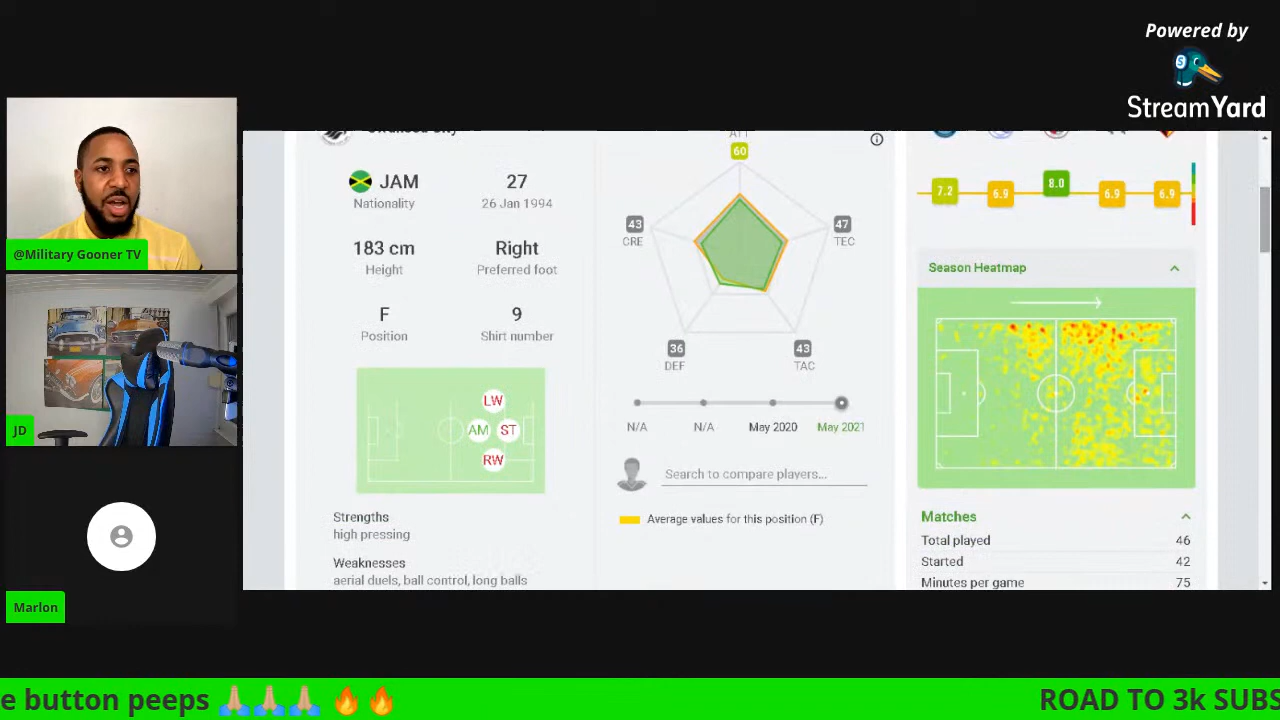 Powered by
StreamYard
@Military Gooner TV
JD
Marlon
JAM
Nationality
27
26 Jan 1994
183 cm
Height
Right
Preferred foot
F
Position
9
Shirt number
LW
AM
ST
RW
Strengths
high pressing
Weaknesses
aerial duels, ball control, long balls
ATT
60
43
CRE
47
TEC
36
DEF
43
TAC
N/A
N/A
May 2020
May 2021
Search to compare players...
Average values for this position (F)
7.2
6.9
8.0
6.9
6.9
Season Heatmap
Matches
Total played 46
Started 42
Minutes per game 75
e button peeps 🙏🏽🙏🏽🙏🏽 🔥🔥
ROAD TO 3k SUBS